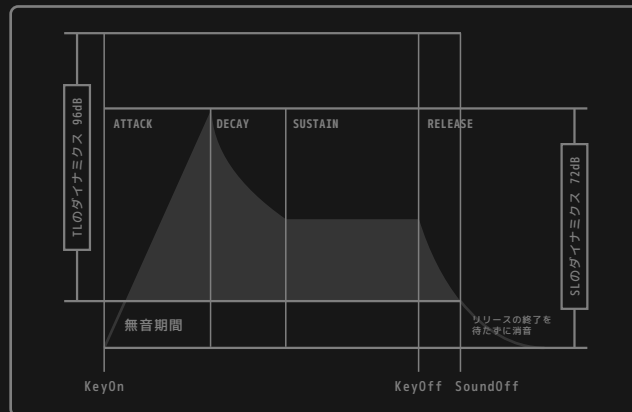 TLのダイナミクス 96dB
ATTACK
DECAY
SUSTAIN
RELEASE
SLのダイナミクス 72dB
無音期間
リリースの終了を
待たずに消音
KeyOn
KeyOff
SoundOff